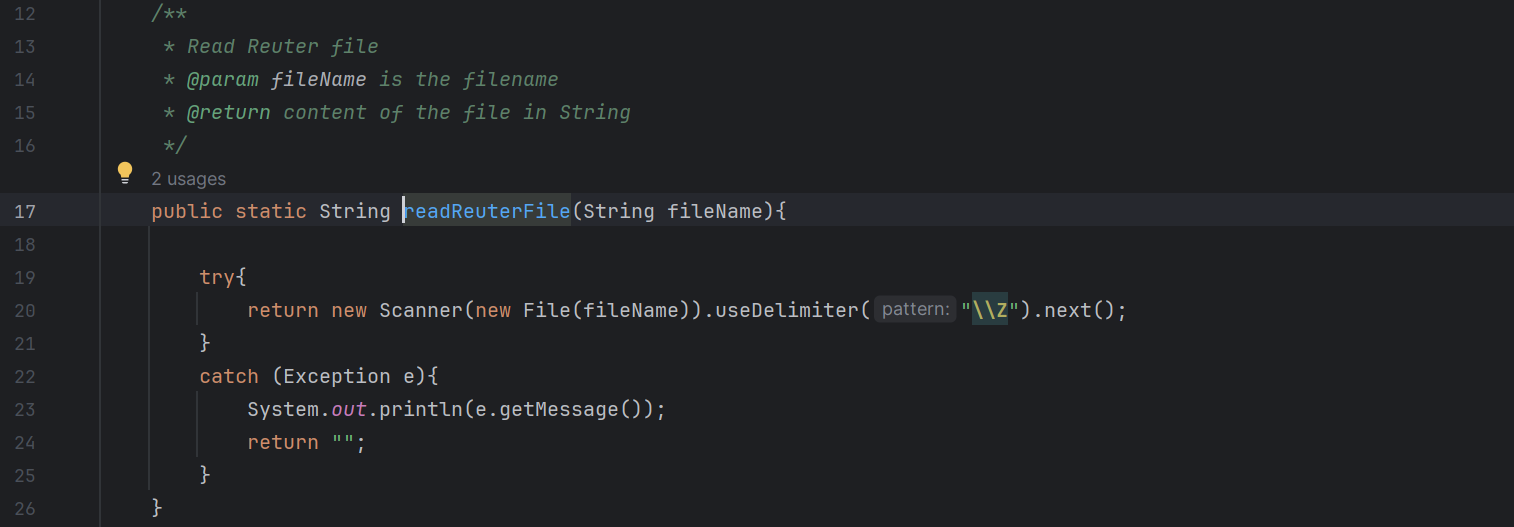 12 /**
13 * Read Reuter file
14 * @param fileName is the filename
15 * @return content of the file in String
16 */
2 usages
17 public static String readReuterFile(String fileName){
18
19 try{
20 return new Scanner(new File(fileName)).useDelimiter( pattern: "\\Z").next();
21 }
22 catch (Exception e){
23 System.out.println(e.getMessage());
24 return "";
25 }
26 }